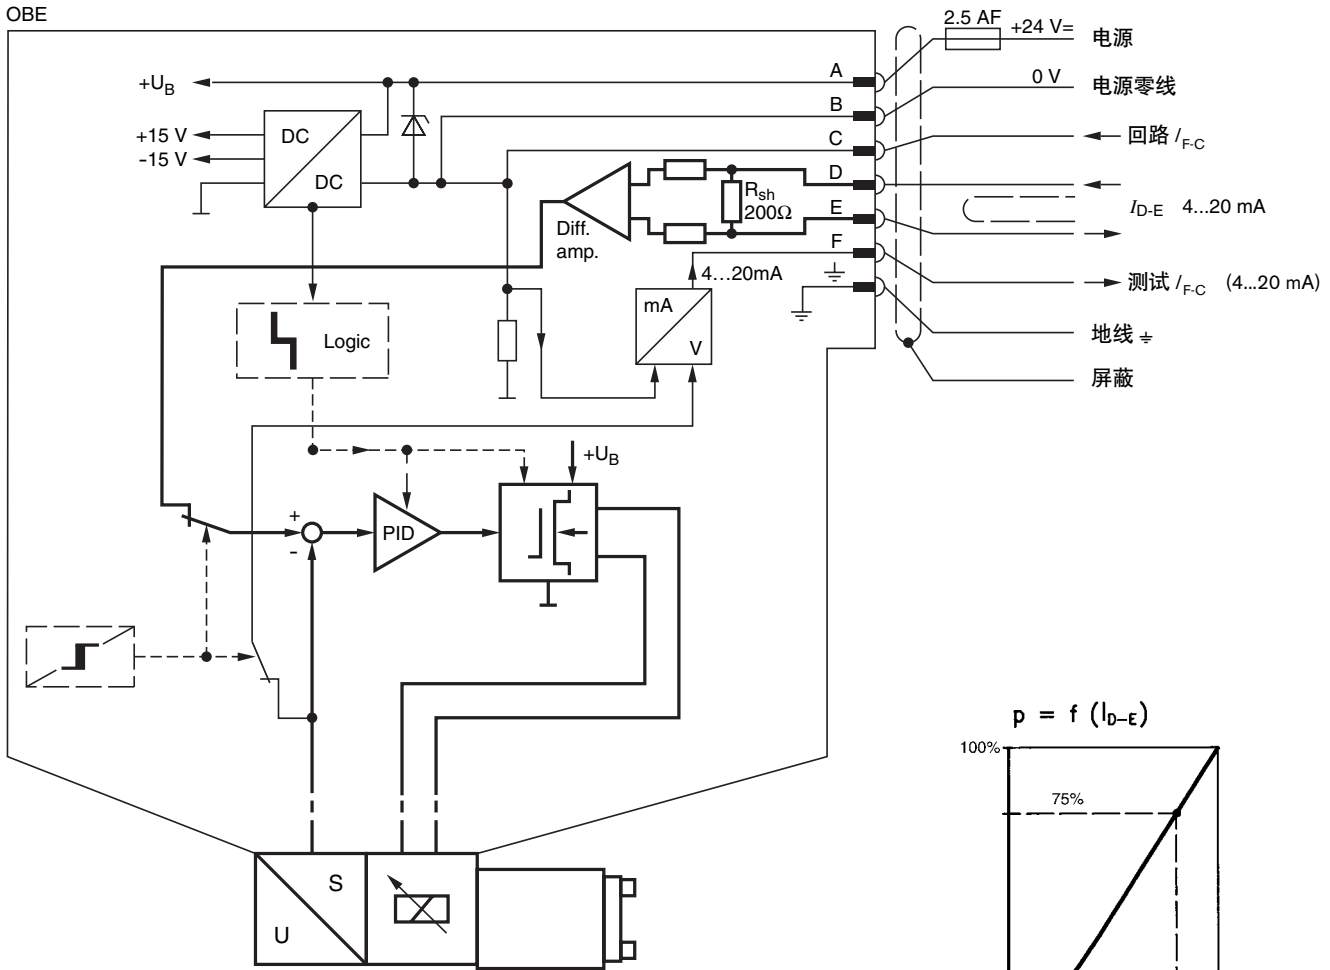 OBE
2.5 AF
+24 V=
电源
A
+U_B
0 V
电源零线
B
+15 V
DC
C
回路 /F-C
-15 V
DC
D
R_sh
200Ω
E
I_D-E 4...20 mA
Diff.
amp.
F
4…20mA
测试 /F-C (4...20 mA)
mA
V
地线
Logic
屏蔽
+U_B
+
-
PID
p = f (I_D–E)
100%
75%
S
U